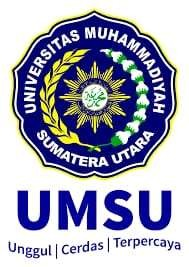 UNIVERSITAS MUHAMMADIYAH
SUMATERA UTARA
UMSU
Unggul | Cerdas | Terpercaya